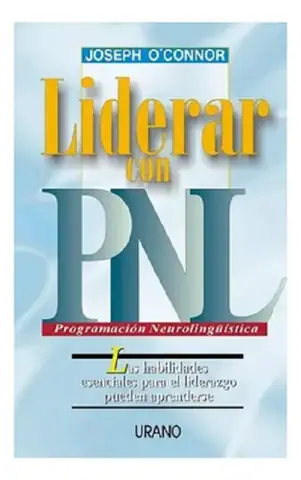 JOSEPH O'CONNOR
Liderar
con
PNL
Programación Neurolingüística
Las habilidades
esenciales para el liderazgo
pueden aprenderse
URANO